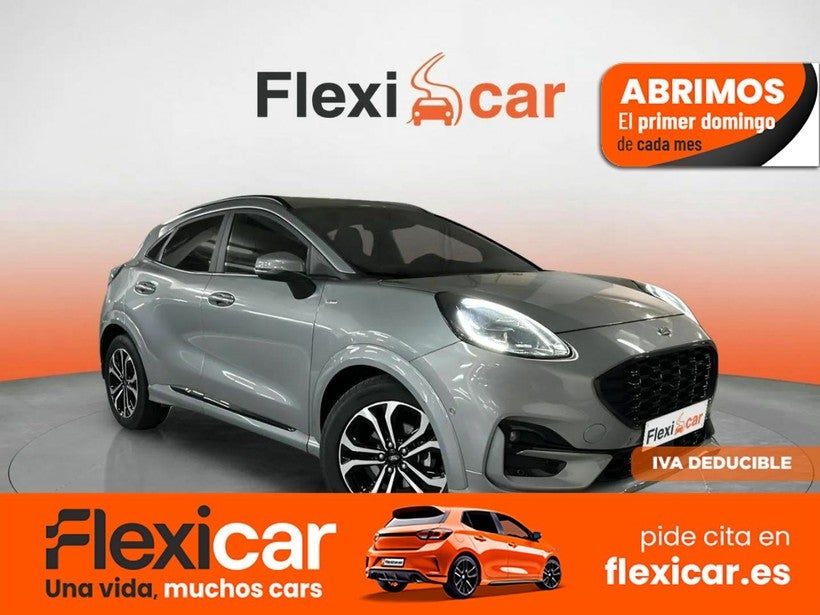 Flexicar
ABRIMOS
El primer domingo
de cada mes
Flexicar
IVA DEDUCIBLE
Flexicar
Una vida, muchos cars
pide cita en
flexicar.es